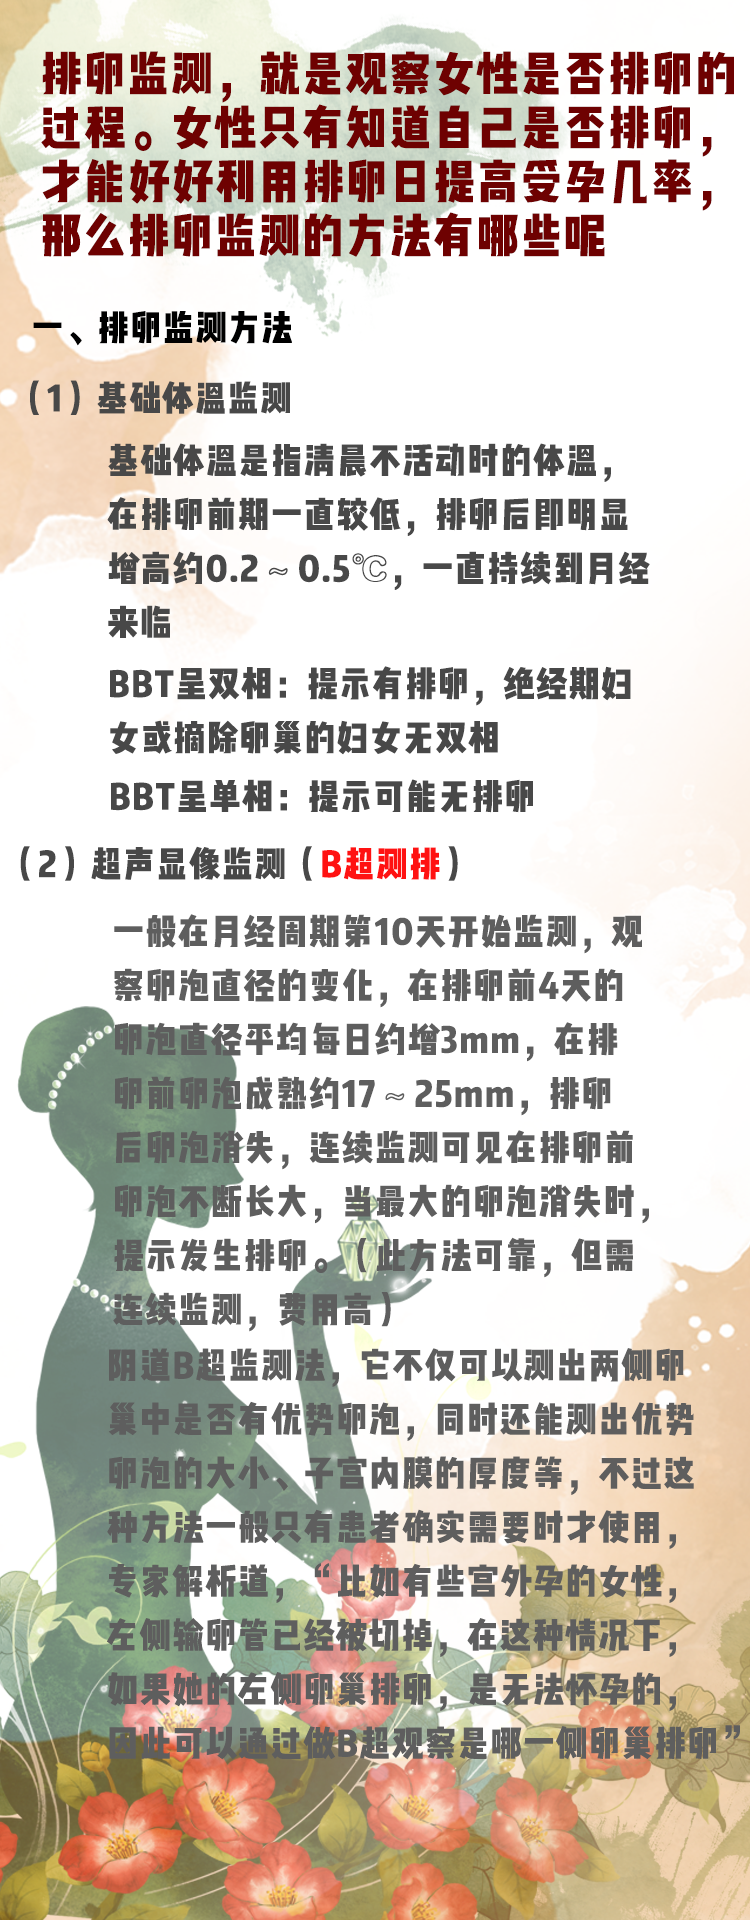 排卵监测，就是观察女性是否排卵的
过程。女性只有知道自己是否排卵，
才能好好利用排卵日提高受孕几率，
那么排卵监测的方法有哪些呢
一、排卵监测方法
（1）基础体温监测
基础体温是指清晨不活动时的体温，
在排卵前期一直较低，排卵后即明显
增高约0.2～0.5℃，一直持续到月经
来临
BBT呈双相：提示有排卵，绝经期妇
女或摘除卵巢的妇女无双相
BBT呈单相：提示可能无排卵
（2）超声显像监测（B超测排）
一般在月经周期第10天开始监测，观
察卵泡直径的变化，在排卵前4天的
卵泡直径平均每日约增3mm，在排
卵前卵泡成熟约17～25mm，排卵
后卵泡消失，连续监测可见在排卵前
卵泡不断长大，当最大的卵泡消失时，
提示发生排卵。（此方法可靠，但需
连续监测，费用高）
阴道B超监测法，它不仅可以测出两侧卵
巢中是否有优势卵泡，同时还能测出优势
卵泡的大小、子宫内膜的厚度等，不过这
种方法一般只有患者确实需要时才使用，
专家解析道，“比如有些宫外孕的女性，
左侧输卵管已经被切掉，在这种情况下，
如果她的左侧卵巢排卵，是无法怀孕的，
因此可以通过做B超观察是哪一侧卵巢排卵”